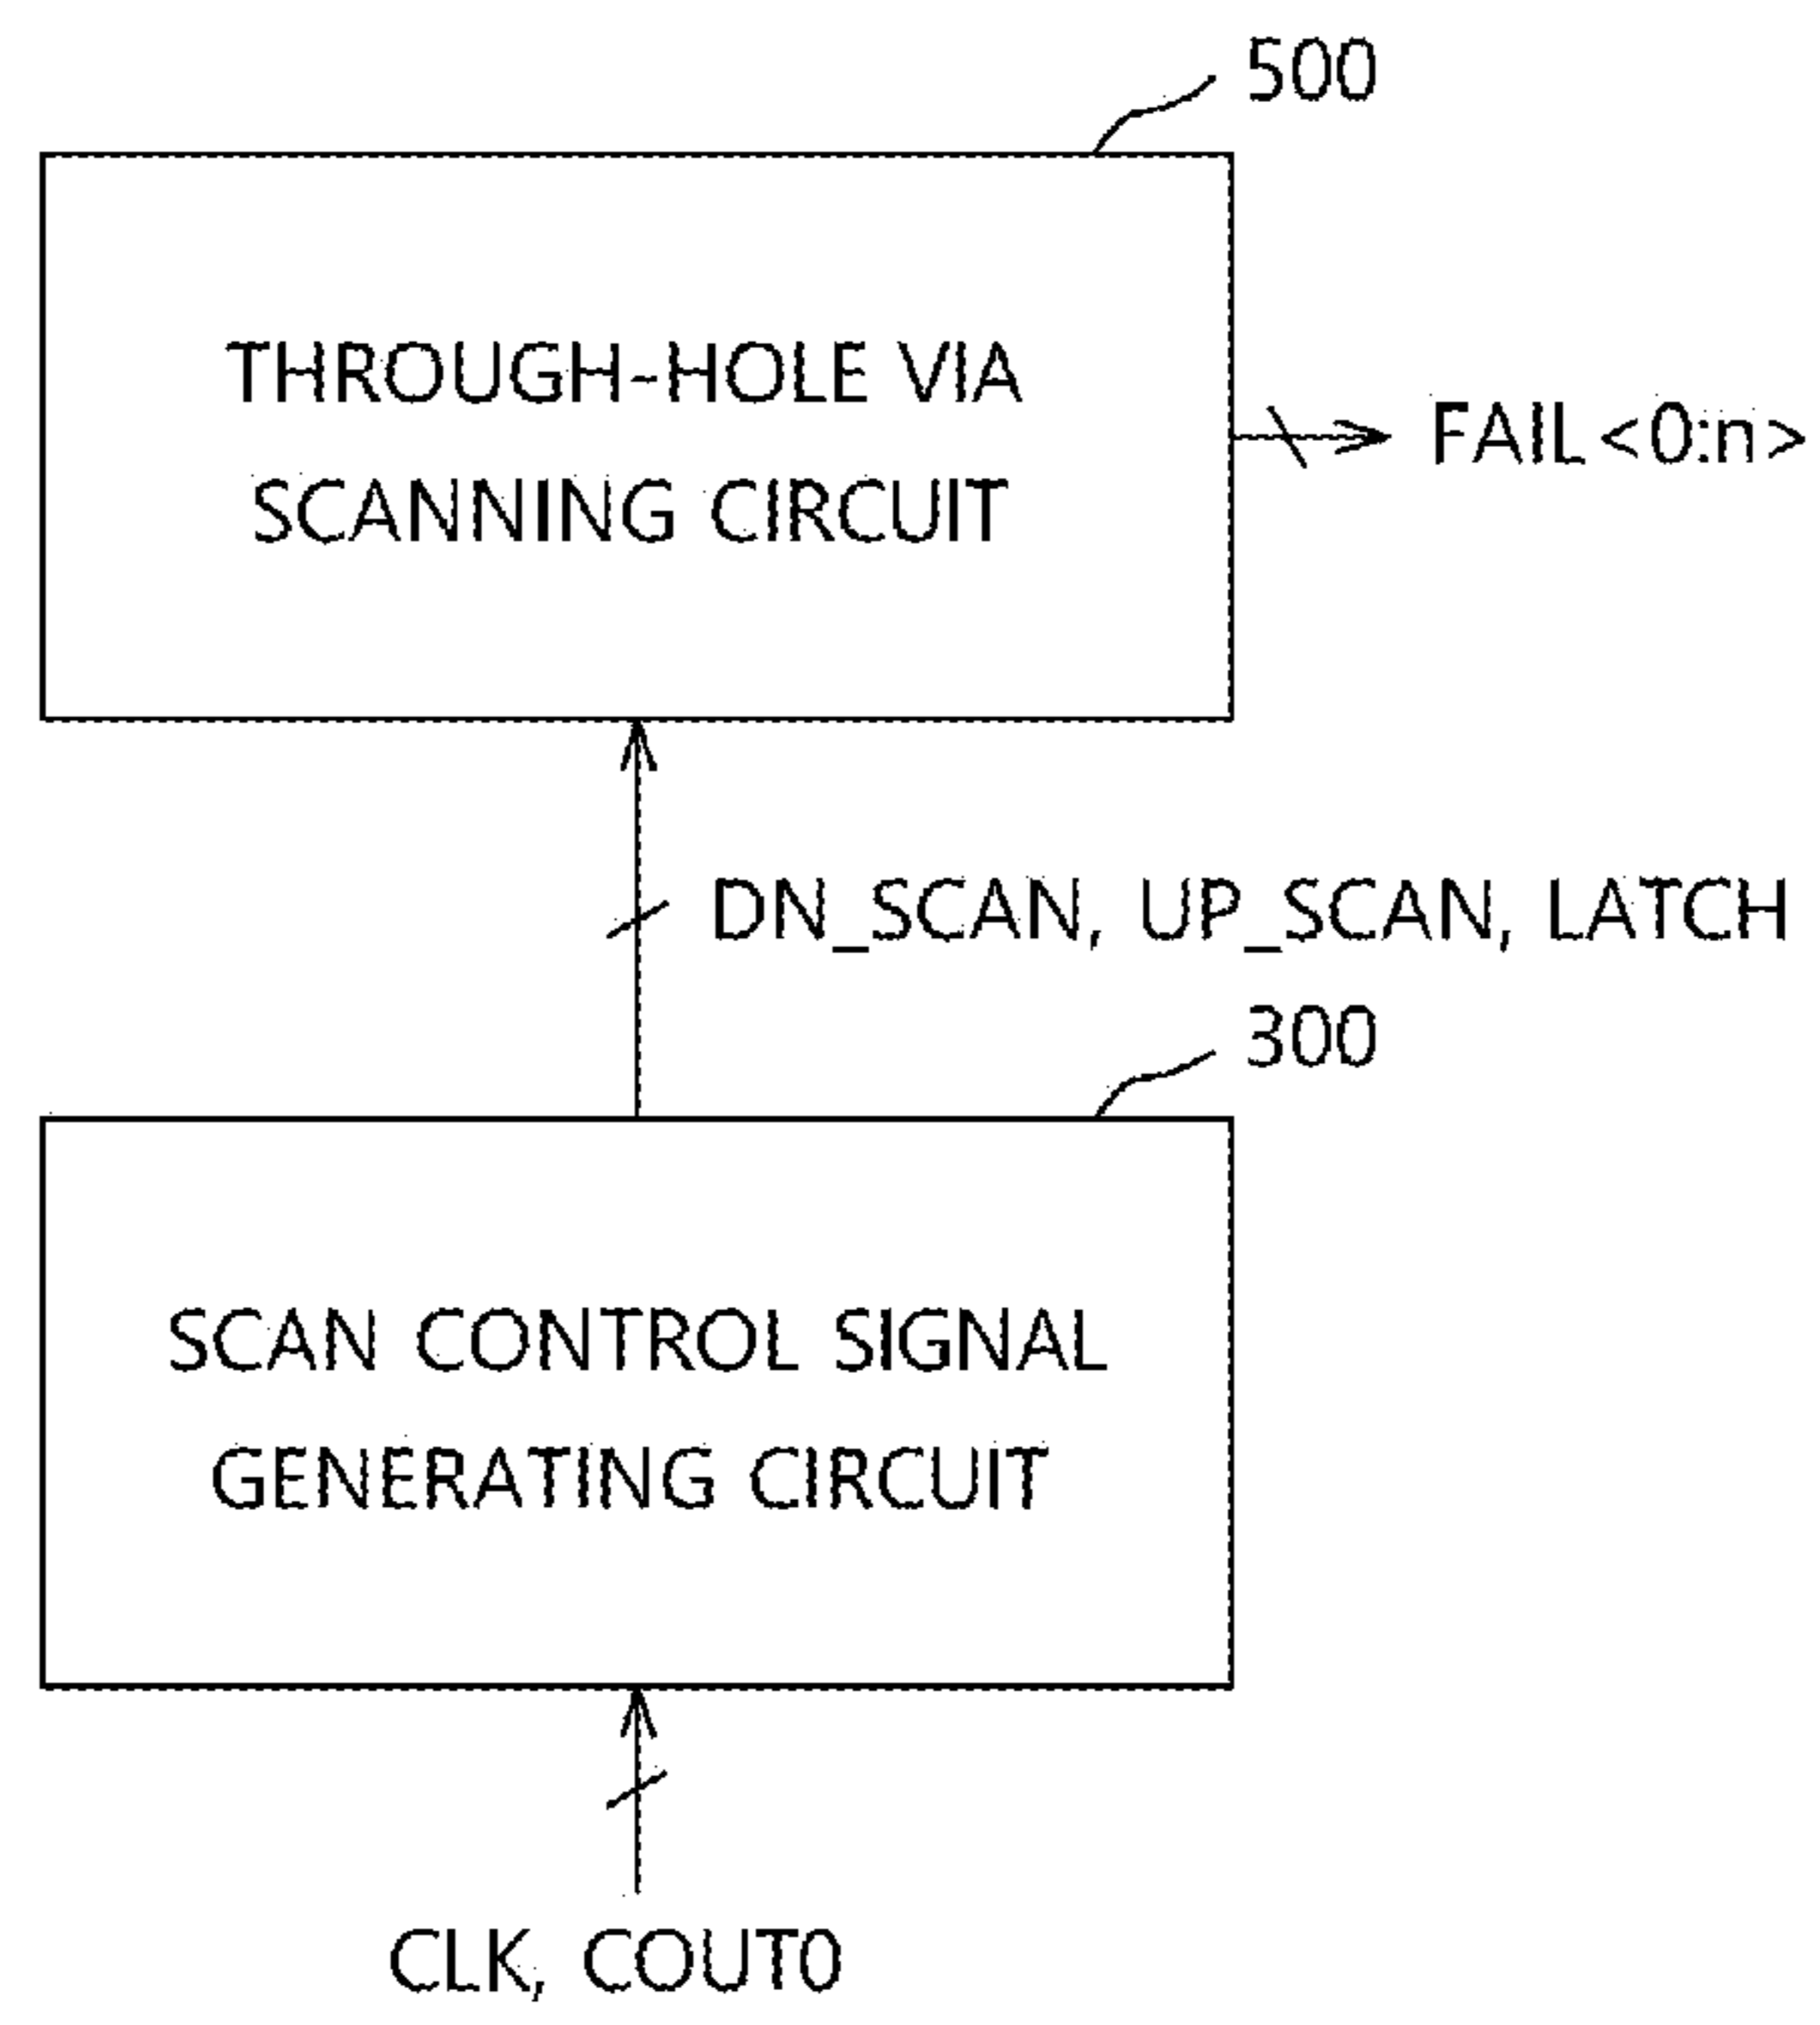 500
THROUGH-HOLE VIA
SCANNING CIRCUIT
FAIL<0:n>
DN_SCAN, UP_SCAN, LATCH
300
SCAN CONTROL SIGNAL
GENERATING CIRCUIT
CLK, COUT0